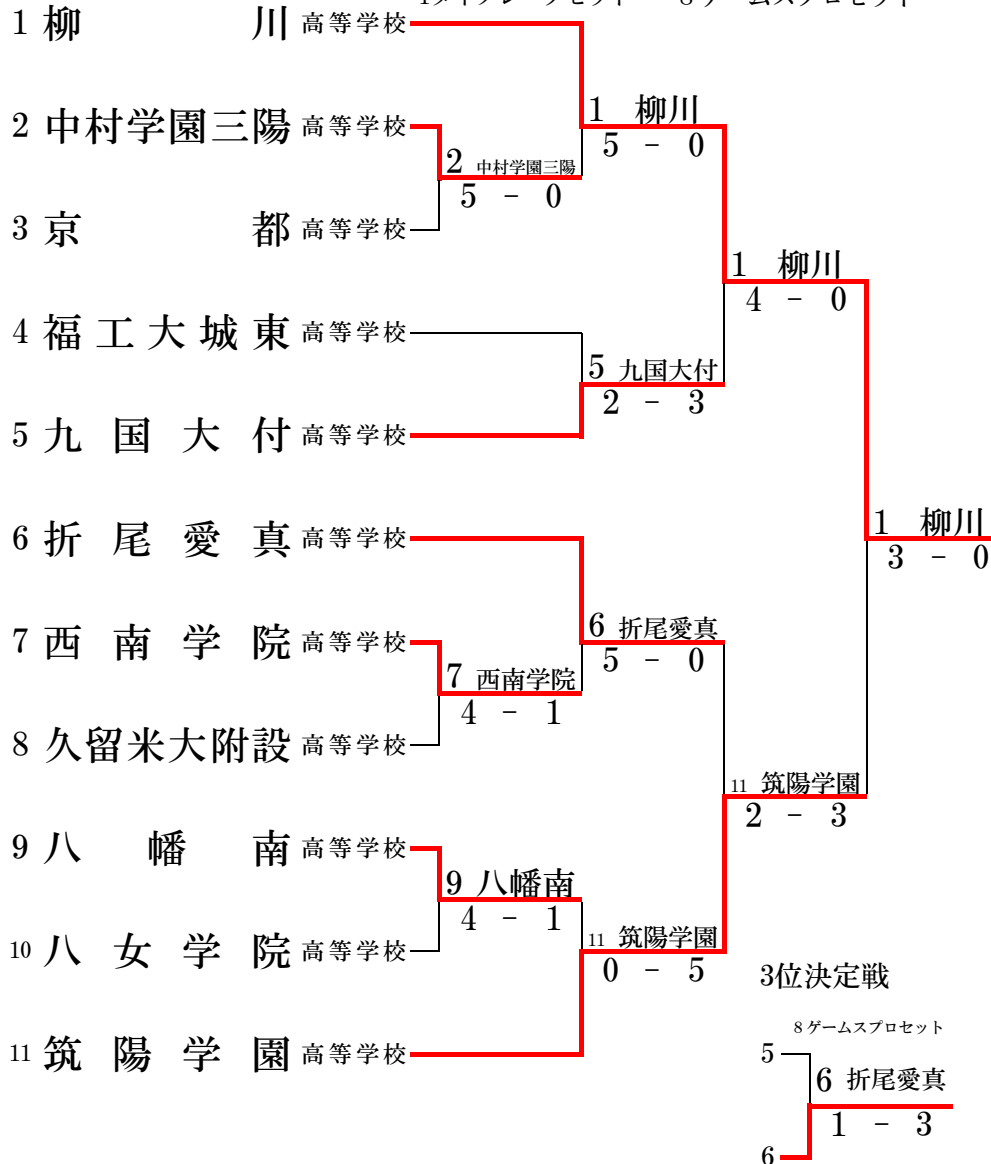 1 柳川 高等学校
2 中村学園三陽 高等学校
3 京都 高等学校
4 福工大城東 高等学校
5 九国大付 高等学校
6 折尾愛真 高等学校
7 西南学院 高等学校
8 久留米大附設 高等学校
9 八幡南 高等学校
10 八女学院 高等学校
11 筑陽学園 高等学校
2 中村学園三陽
5 - 0
7 西南学院
4 - 1
9 八幡南
4 - 1
1 柳川
5 - 0
5 九国大付
2 - 3
6 折尾愛真
5 - 0
11 筑陽学園
0 - 5
1 柳川
4 - 0
11 筑陽学園
2 - 3
1 柳川
3 - 0
3位決定戦
8ゲームスプロセット
5
6 折尾愛真
1 - 3
6